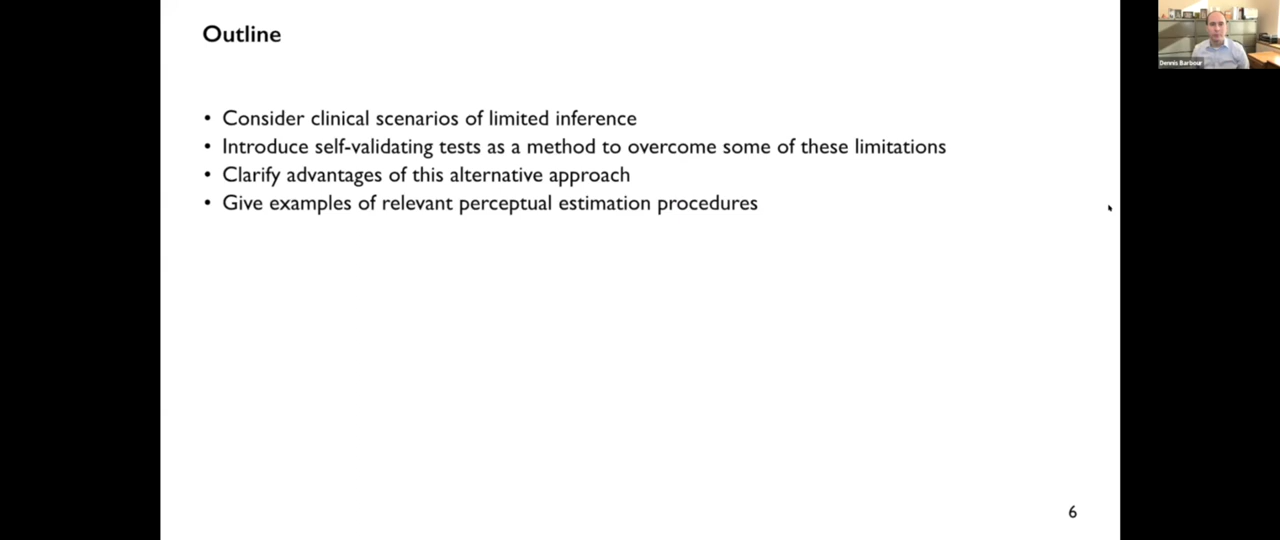 Outline
Dennis Barbour
• Consider clinical scenarios of limited inference
• Introduce self-validating tests as a method to overcome some of these limitations
• Clarify advantages of this alternative approach
• Give examples of relevant perceptual estimation procedures
6